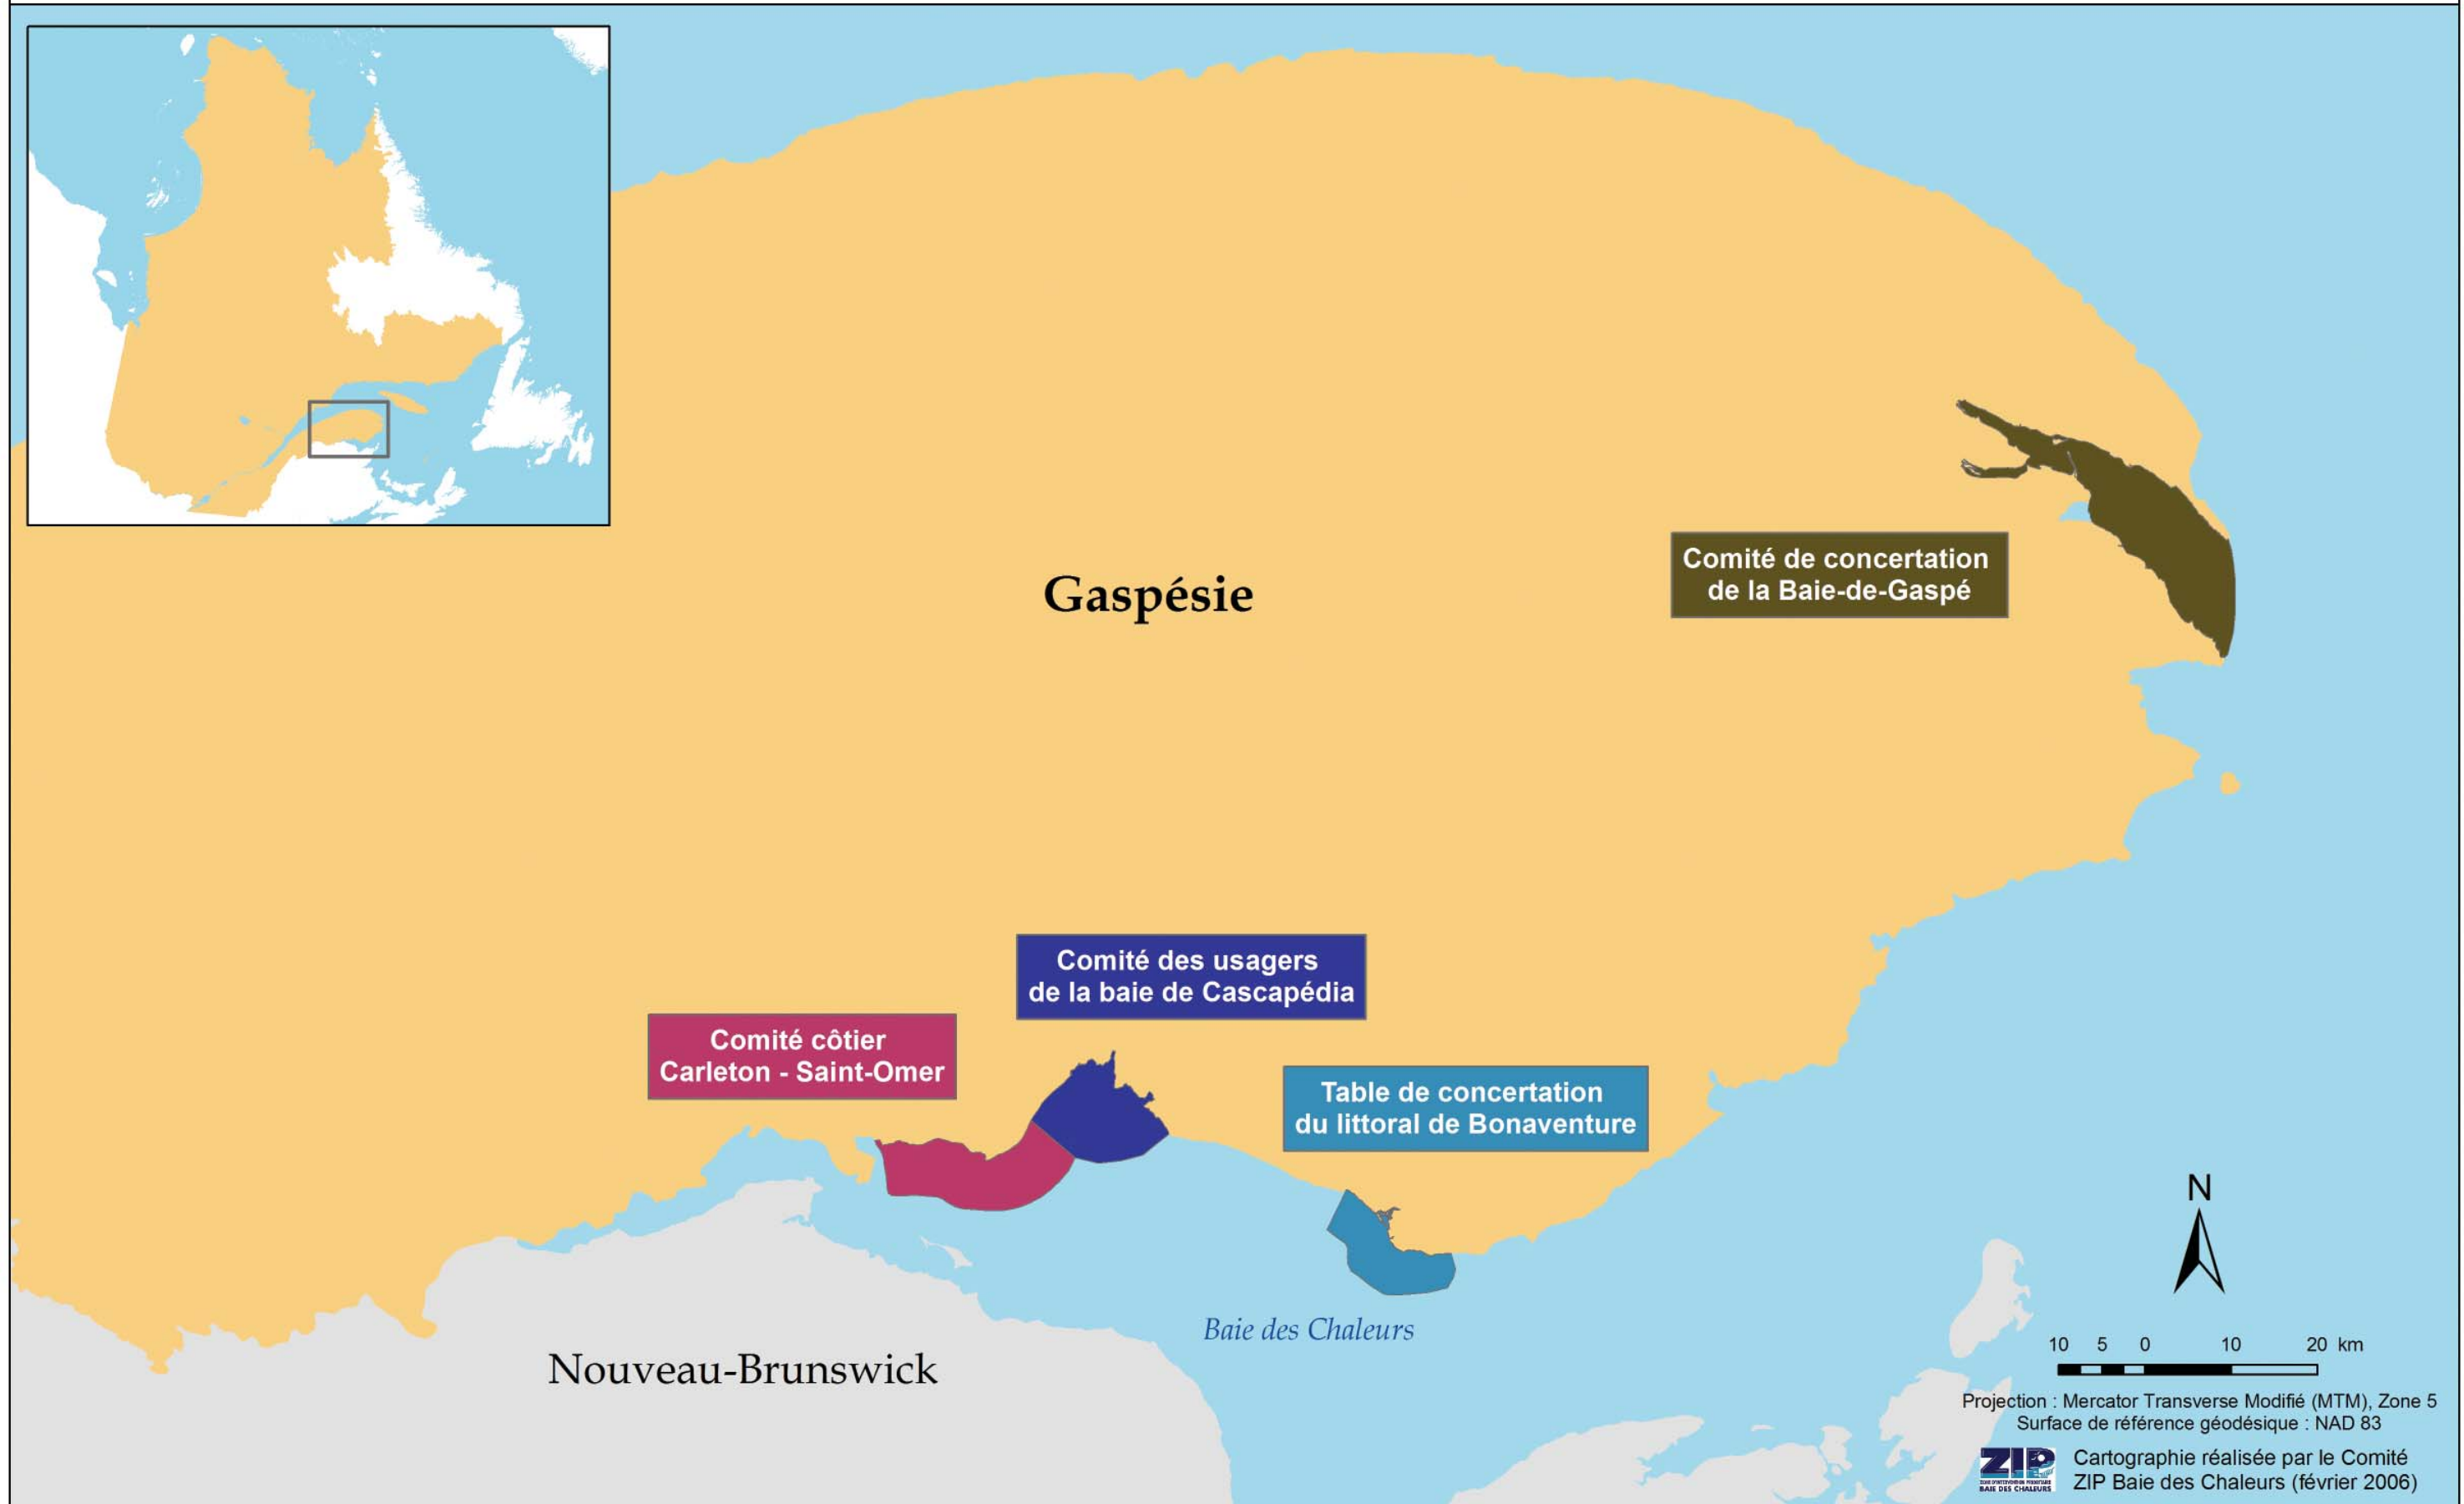 Comité de concertation
de la Baie-de-Gaspé
Gaspésie
Comité des usagers
de la baie de Cascapédia
Comité côtier
Carleton - Saint-Omer
Table de concertation
du littoral de Bonaventure
N
Baie des Chaleurs
Nouveau-Brunswick
10 5 0 10 20 km
Projection : Mercator Transverse Modifié (MTM), Zone 5
Surface de référence géodésique : NAD 83
ZIP
BAIE DES CHALEURS
Cartographie réalisée par le Comité
ZIP Baie des Chaleurs (février 2006)